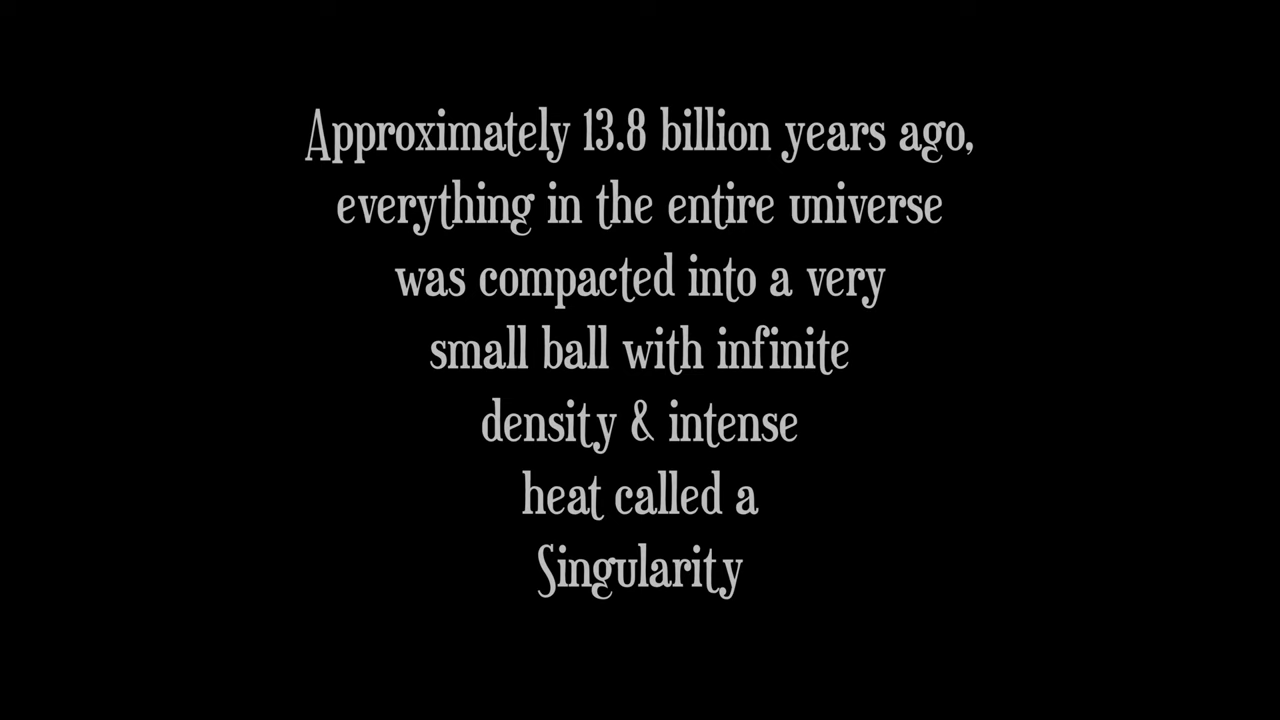 Approximately 13.8 billion years ago,
everything in the entire universe
was compacted into a very
small ball with infinite
density & intense
heat called a
Singularity